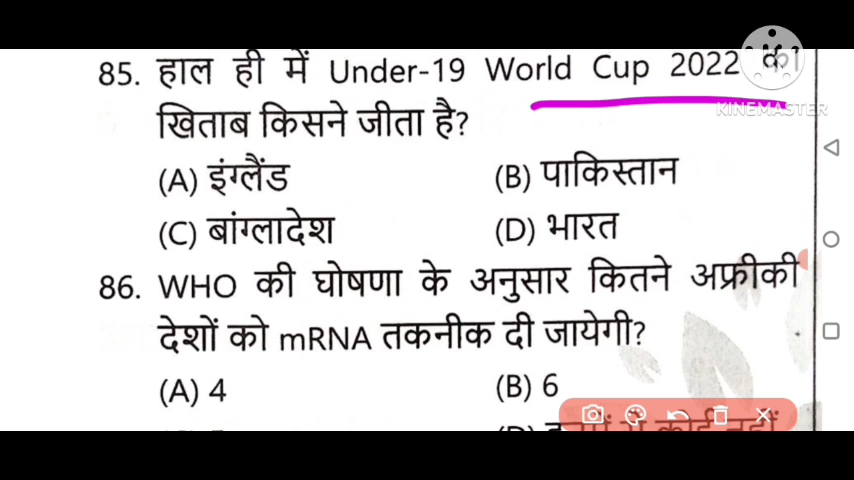 85. हाल ही में Under-19 World Cup 2022 का
KINEMASTER
खिताब किसने जीता है?
(A) इंग्लैंड (B) पाकिस्तान
(C) बांग्लादेश (D) भारत
86. WHO की घोषणा के अनुसार कितने अफ्रीकी
देशों को mRNA तकनीक दी जायेगी?
(A) 4 (B) 6